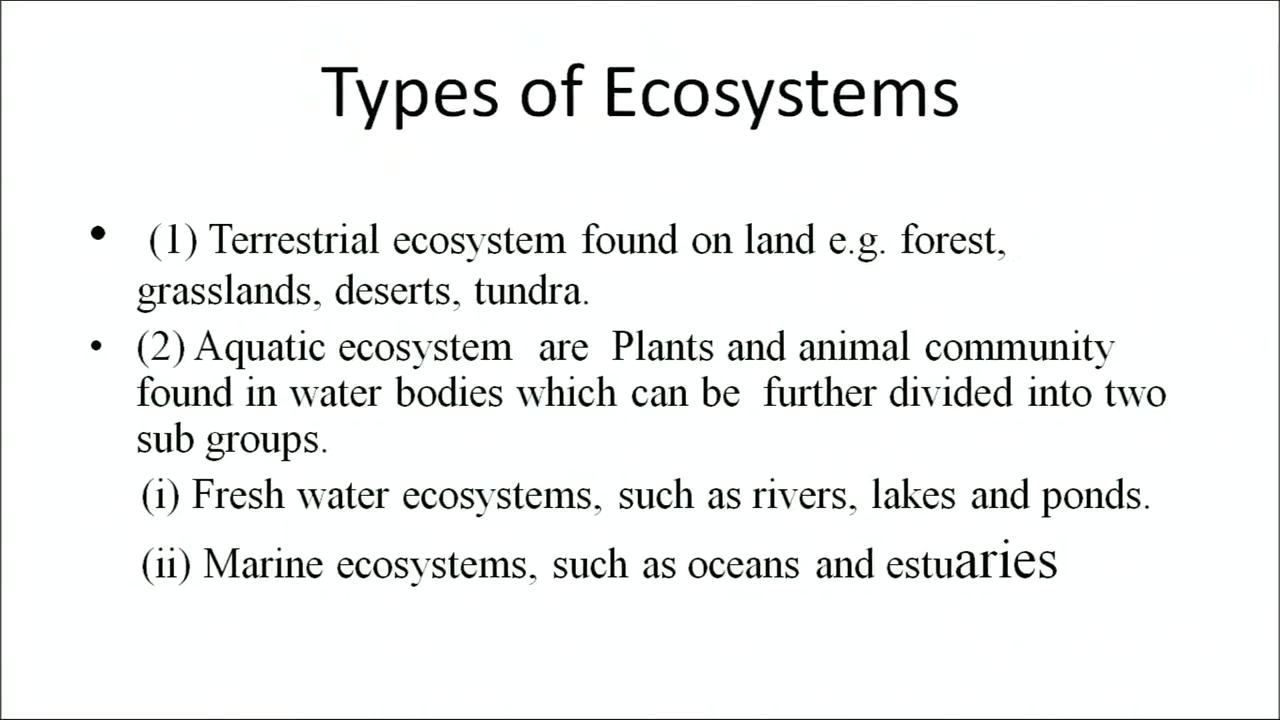 Types of Ecosystems
• (1) Terrestrial ecosystem found on land e.g. forest,
grasslands, deserts, tundra.
• (2) Aquatic ecosystem are Plants and animal community
found in water bodies which can be further divided into two
sub groups.
(i) Fresh water ecosystems, such as rivers, lakes and ponds.
(ii) Marine ecosystems, such as oceans and estuaries